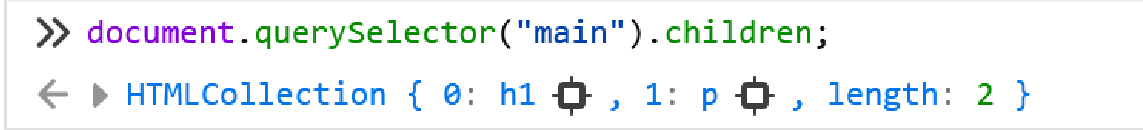 >> document.querySelector("main").children;
← ▶ HTMLCollection { 0: h1 , 1: p , length: 2 }